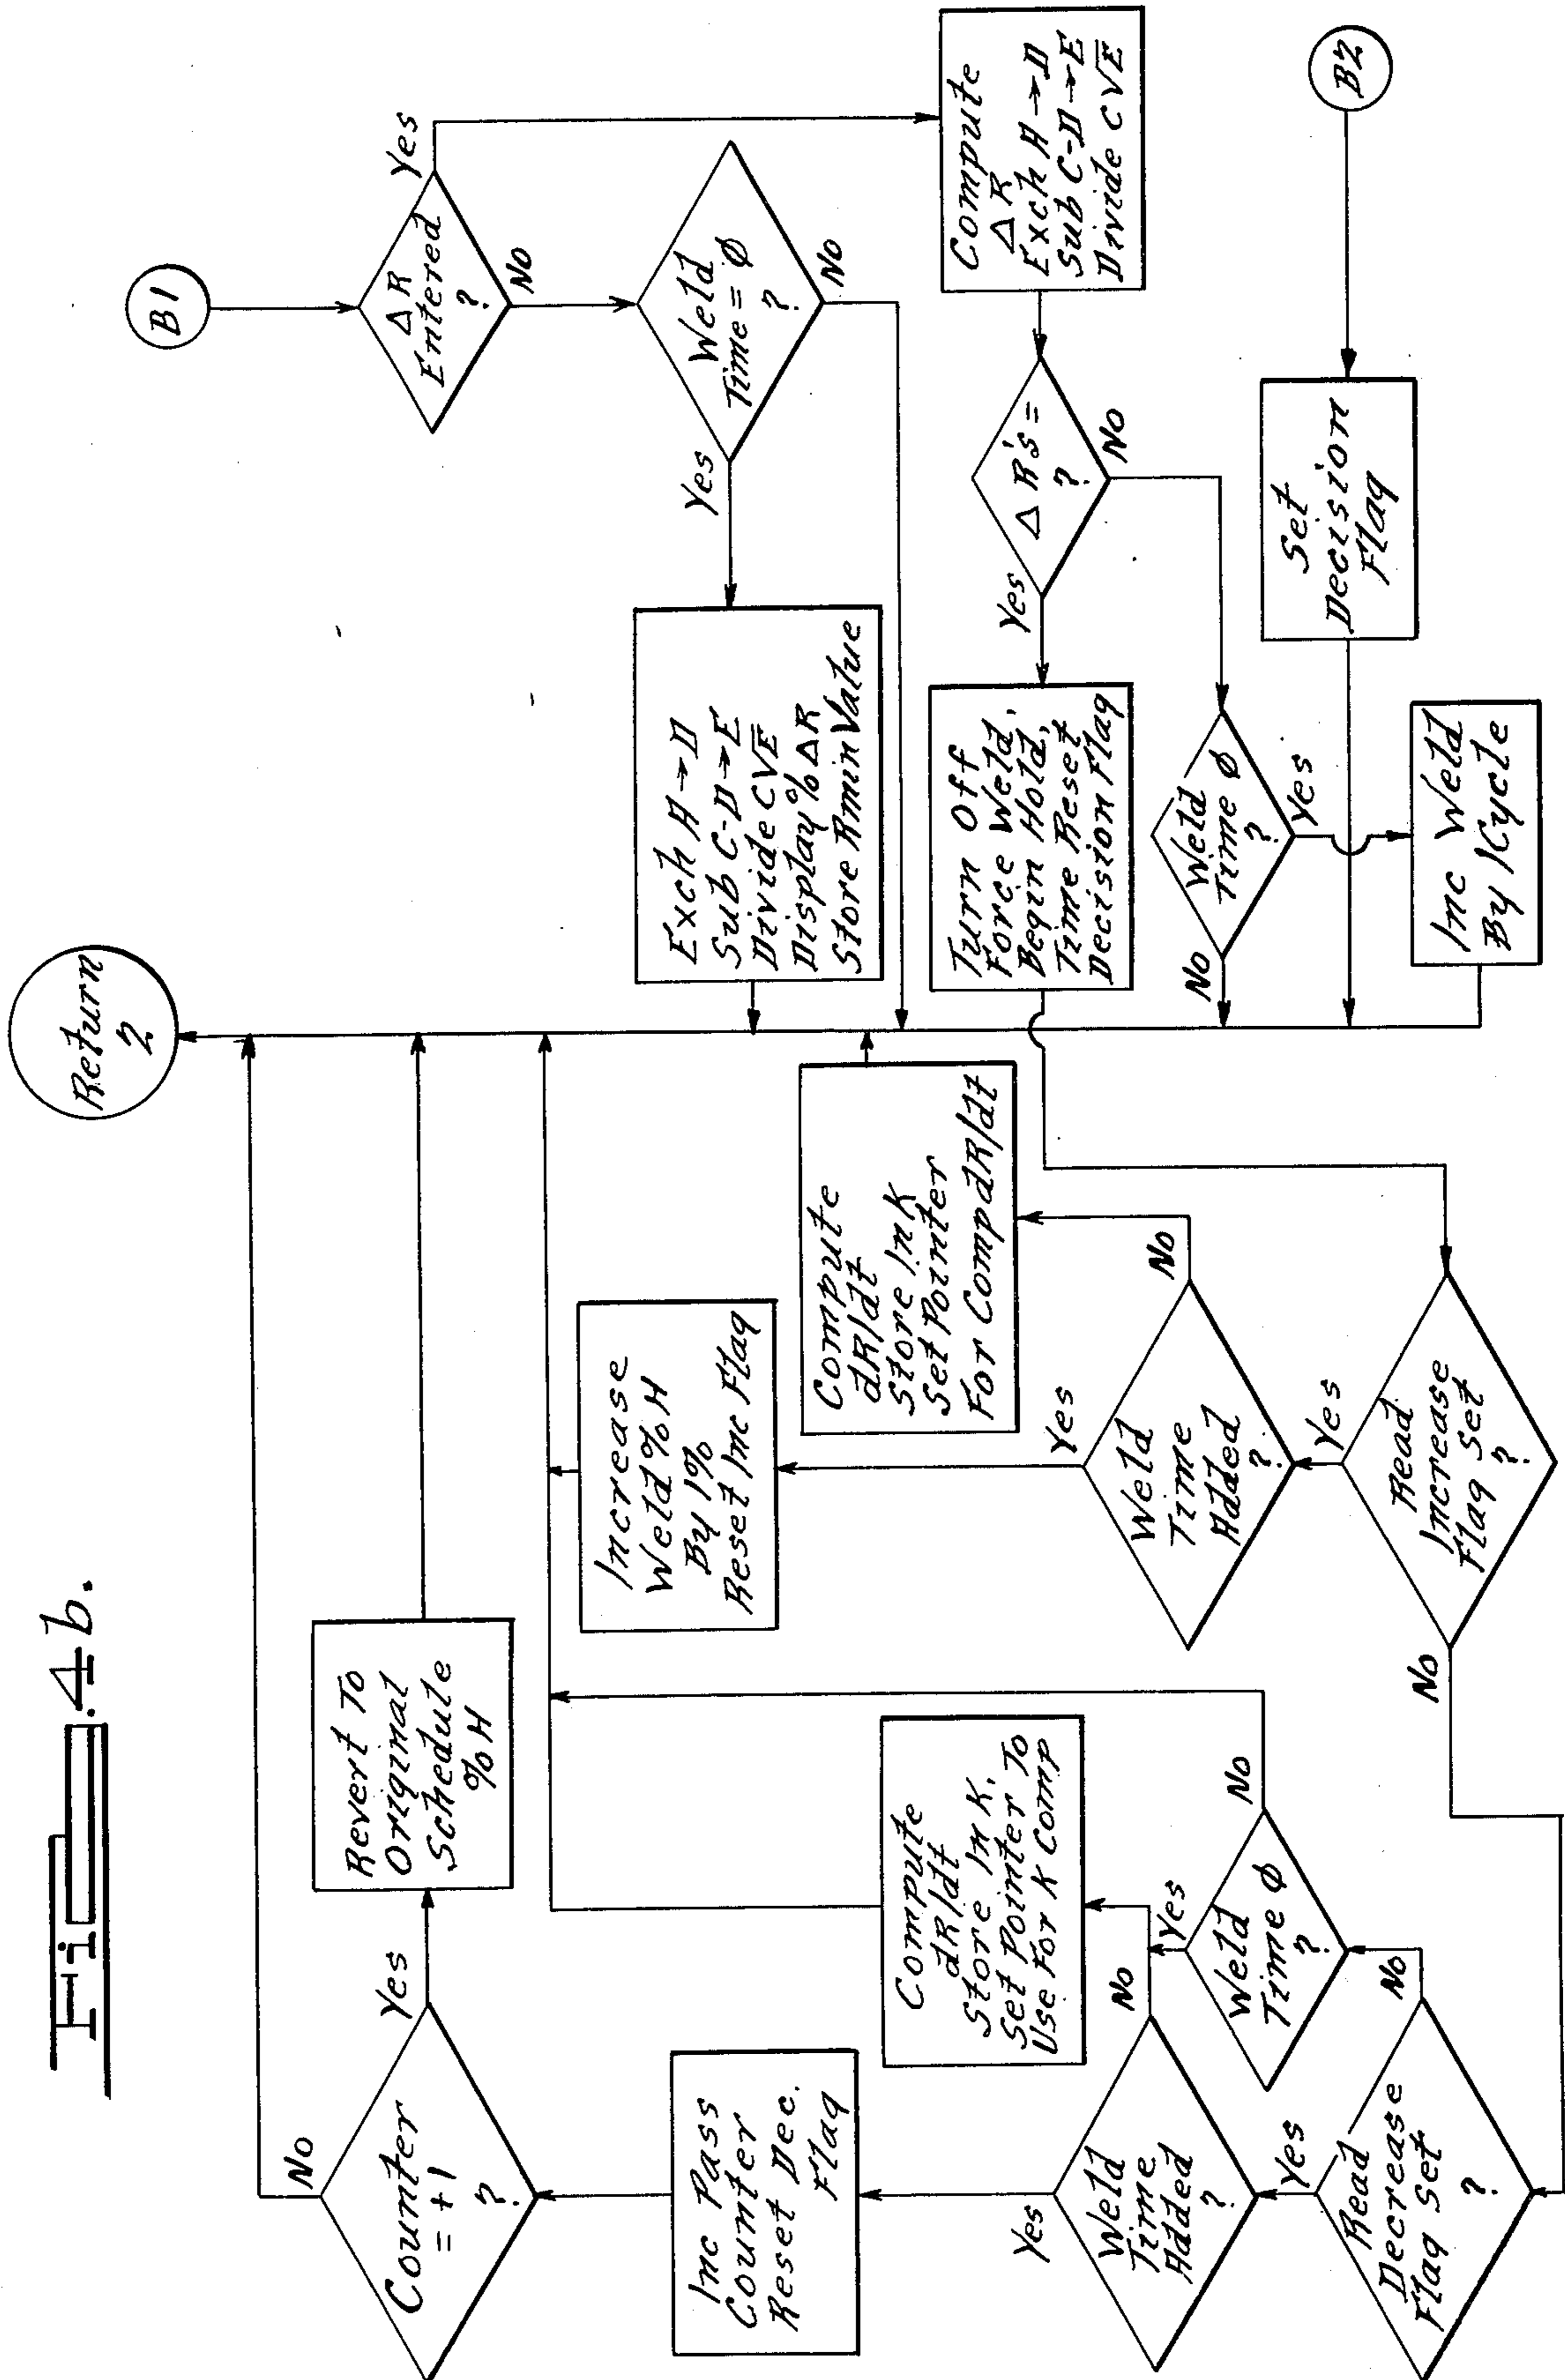 Fig. 4b.
Return
2
B1
Δ R
Entered
?
Yes
No
Weld
Time = ϕ
?
Yes
No
Exch A→D
Sub C-D→E
Divide C√E
Display % ΔR
Store Rmin Value
Compute
ΔR
Exch A→D
Sub C-D→E
Divide C√E
Δ R's =
?
Yes
No
Turn Off
Force Weld,
Begin Hold,
Time Reset
Decision Flag
Weld
Time ϕ
?
No
Yes
Inc Weld
By 1 Cycle
B2
Set
Decision
Flag
Read
Increase
Flag Set
?
Yes
No
Weld
Time
Added
?
Yes
No
Compute
dR/dt
Store In K
Set Pointer
For Comp dR/dt
Increase
Weld % H
By 1%
Reset Inc Flag
Read
Decrease
Flag Set
?
Yes
No
Weld
Time ϕ
?
Yes
No
Weld
Time
Added
?
Yes
No
Compute
dR/dt
Store In K,
Set Pointer To
Use For K Comp
Inc Pass
Counter
Reset Dec.
Flag
Counter
= +1
?
Yes
No
Revert To
Original
Schedule
% H